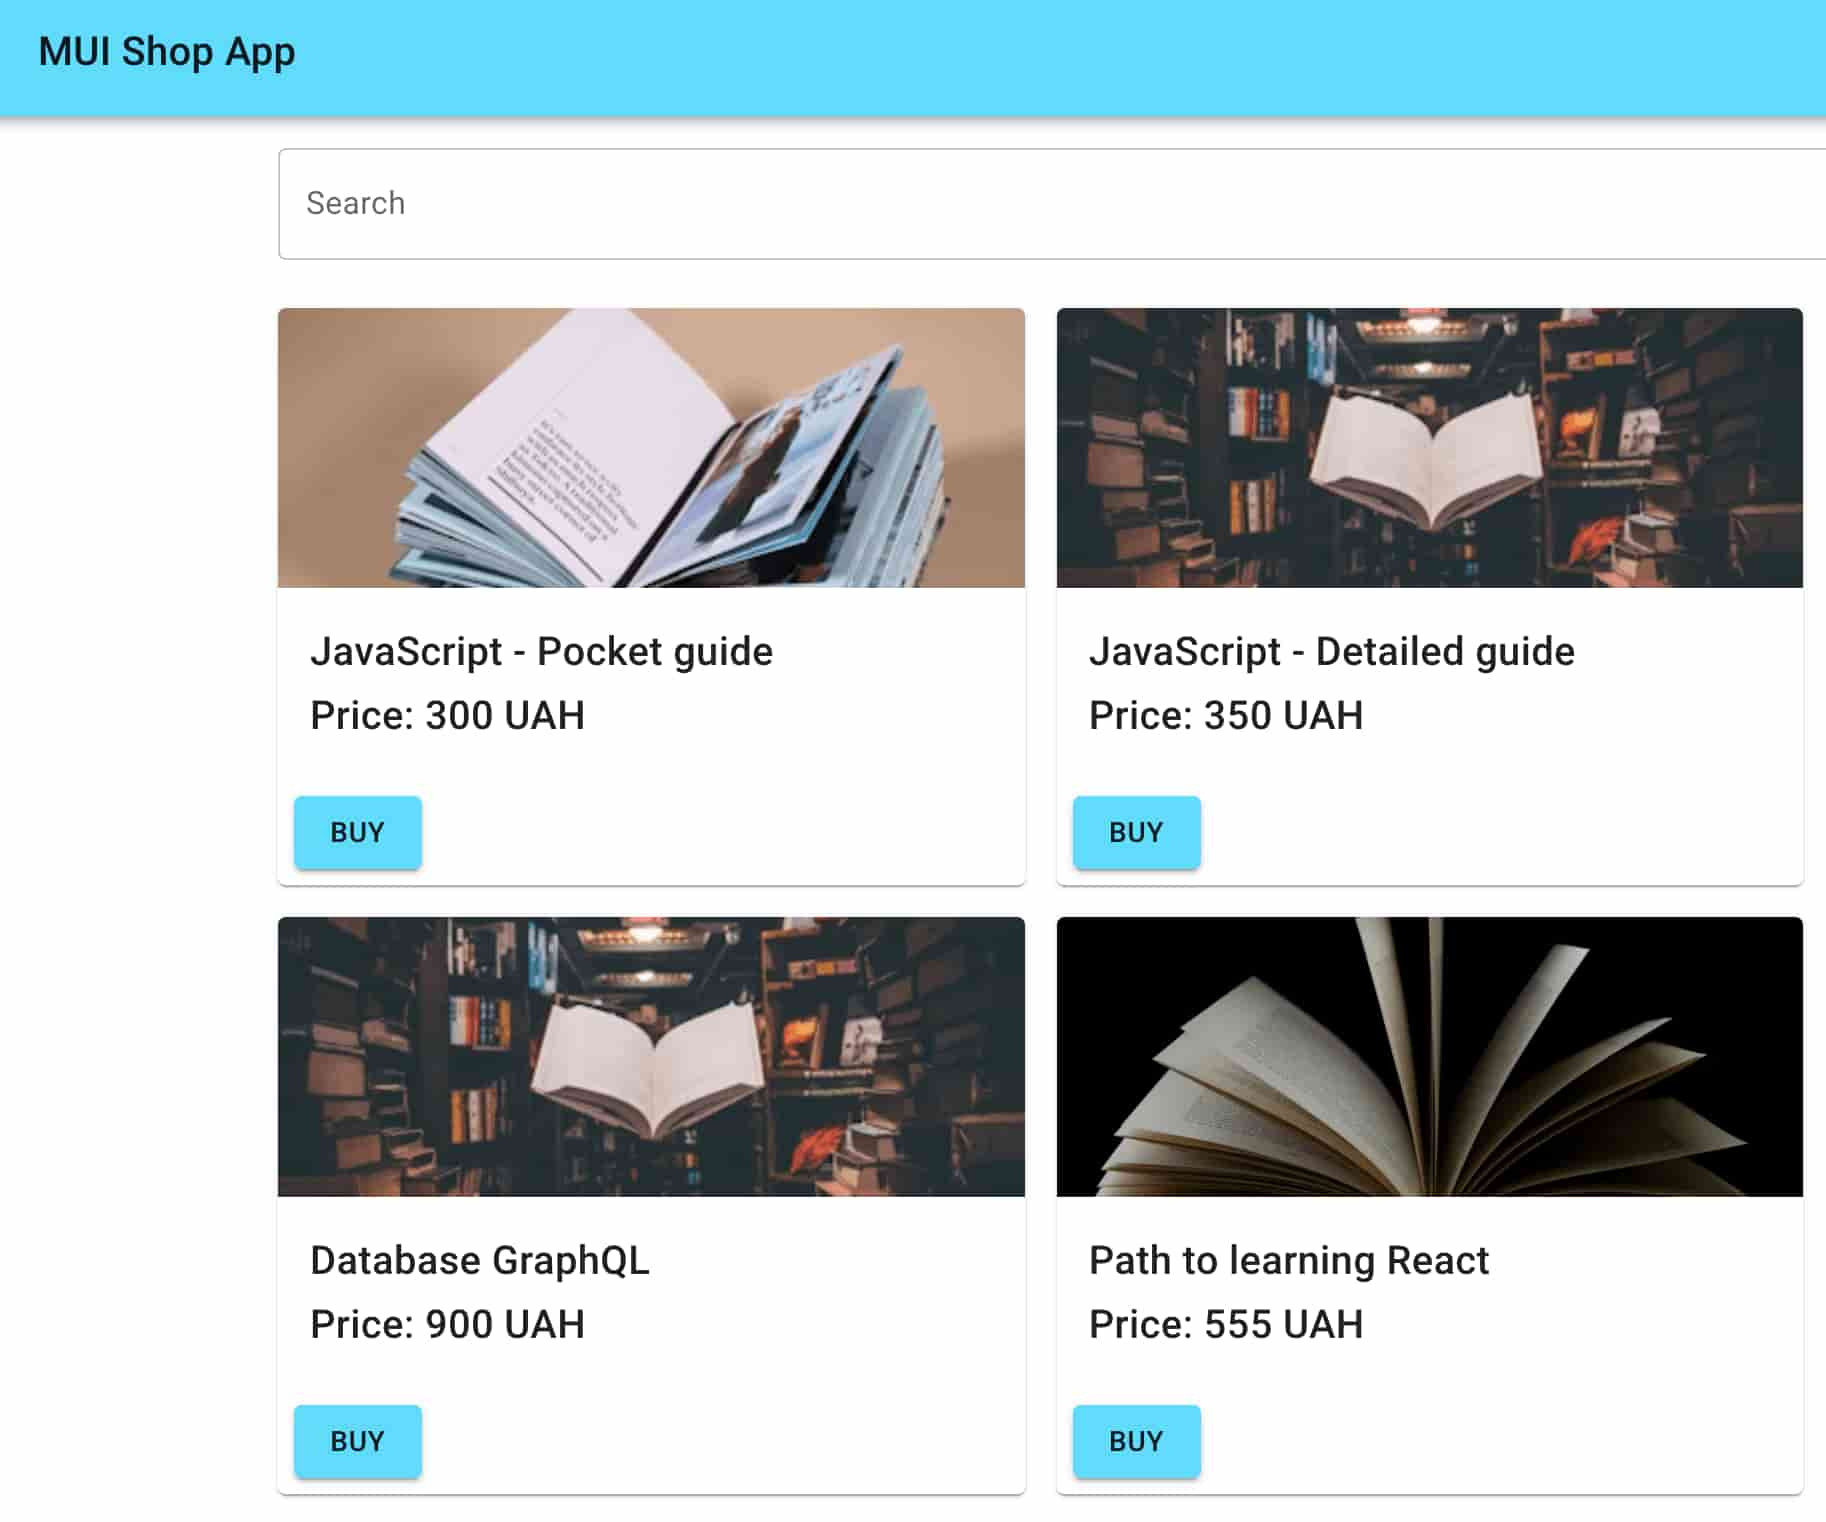 MUI Shop App
Search
JavaScript - Pocket guide
Price: 300 UAH
BUY
JavaScript - Detailed guide
Price: 350 UAH
BUY
Database GraphQL
Price: 900 UAH
BUY
Path to learning React
Price: 555 UAH
BUY